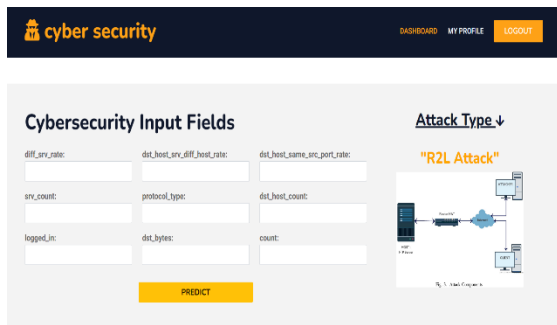 cyber security
DASHBOARD MY PROFILE LOGOUT
Cybersecurity Input Fields
diff_srv_rate: dst_host_srv_diff_host_rate: dst_host_same_src_port_rate:
srv_count: protocol_type: dst_host_count:
logged_in: dst_bytes: count:
PREDICT
Attack Type ↓
"R2L Attack"